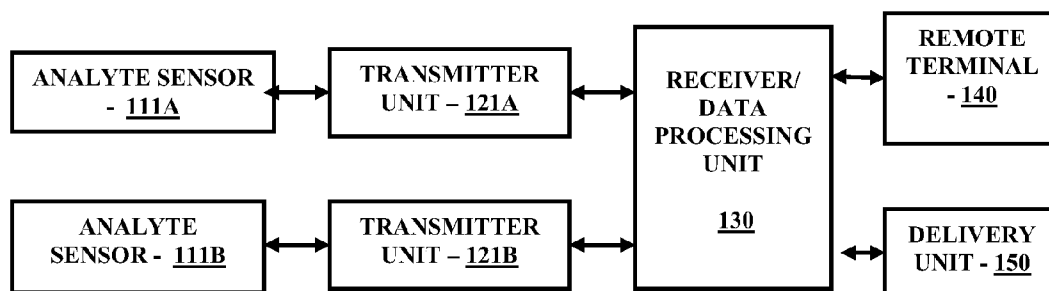 ANALYTE SENSOR
- 111A
TRANSMITTER
UNIT – 121A
RECEIVER/
DATA
PROCESSING
UNIT
130
REMOTE
TERMINAL
- 140
ANALYTE
SENSOR - 111B
TRANSMITTER
UNIT – 121B
DELIVERY
UNIT - 150